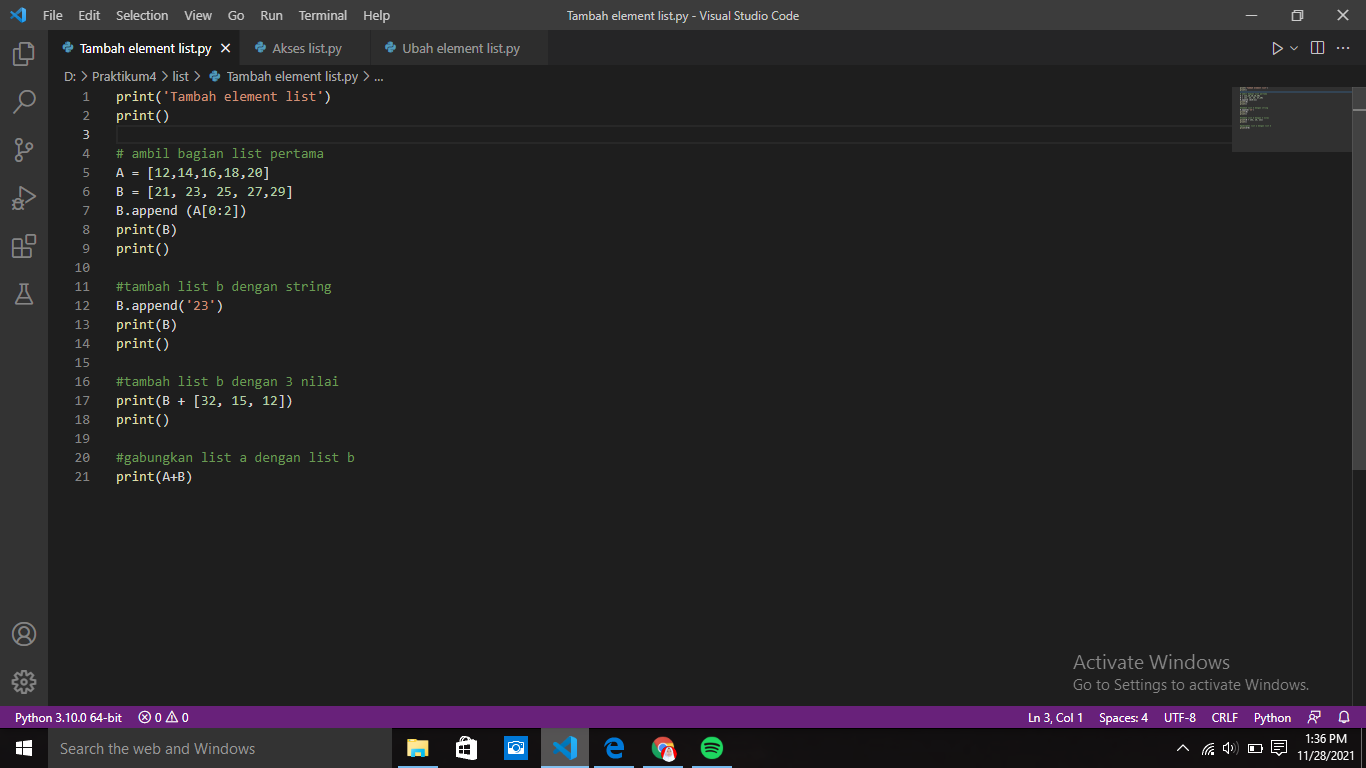 File Edit Selection View Go Run Terminal Help Tambah element list.py - Visual Studio Code
Tambah element list.py Akses list.py Ubah element list.py
D: > Praktikum4 > list > Tambah element list.py > ...
1 print('Tambah element list')
2 print()
3
4 # ambil bagian list pertama
5 A = [12,14,16,18,20]
6 B = [21, 23, 25, 27,29]
7 B.append (A[0:2])
8 print(B)
9 print()
10
11 #tambah list b dengan string
12 B.append('23')
13 print(B)
14 print()
15
16 #tambah list b dengan 3 nilai
17 print(B + [32, 15, 12])
18 print()
19
20 #gabungkan list a dengan list b
21 print(A+B)
Activate Windows
Go to Settings to activate Windows.
Python 3.10.0 64-bit 0 0 Ln 3, Col 1 Spaces: 4 UTF-8 CRLF Python
Search the web and Windows
1:36 PM
11/28/2021